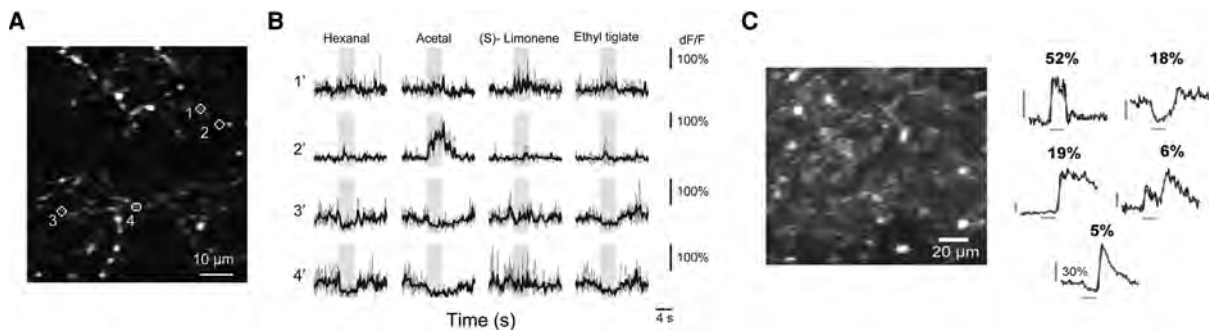 A
1
2
3
4
10 µm
B
Hexanal Acetal (S)- Limonene Ethyl tiglate dF/F
1' 100%
2' 100%
3' 100%
4' 100%
Time (s) 4 s
C
20 µm
52% 18%
19% 6%
5%
30%